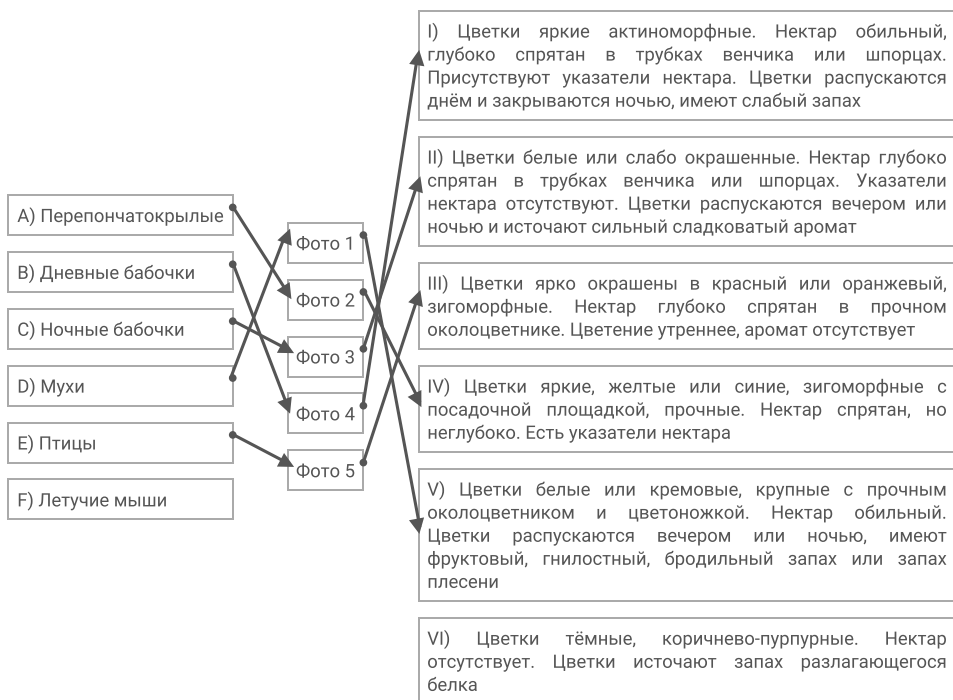 A) Перепончатокрылые
B) Дневные бабочки
C) Ночные бабочки
D) Мухи
E) Птицы
F) Летучие мыши
Фото 1
Фото 2
Фото 3
Фото 4
Фото 5
I) Цветки яркие актиноморфные. Нектар обильный,
глубоко спрятан в трубках венчика или шпорцах.
Присутствуют указатели нектара. Цветки распускаются
днём и закрываются ночью, имеют слабый запах
II) Цветки белые или слабо окрашенные. Нектар глубоко
спрятан в трубках венчика или шпорцах. Указатели
нектара отсутствуют. Цветки распускаются вечером или
ночью и источают сильный сладковатый аромат
III) Цветки ярко окрашены в красный или оранжевый,
зигоморфные. Нектар глубоко спрятан в прочном
околоцветнике. Цветение утреннее, аромат отсутствует
IV) Цветки яркие, желтые или синие, зигоморфные с
посадочной площадкой, прочные. Нектар спрятан, но
неглубоко. Есть указатели нектара
V) Цветки белые или кремовые, крупные с прочным
околоцветником и цветоножкой. Нектар обильный.
Цветки распускаются вечером или ночью, имеют
фруктовый, гнилостный, бродильный запах или запах
плесени
VI) Цветки тёмные, коричнево-пурпурные. Нектар
отсутствует. Цветки источают запах разлагающегося
белка